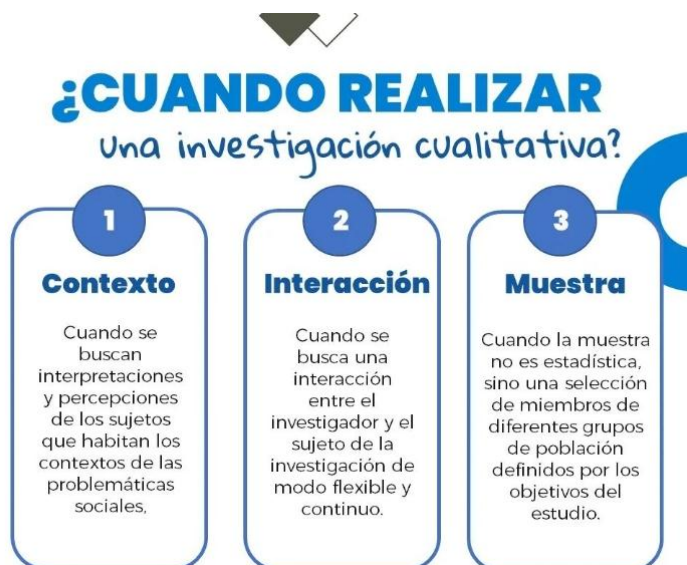 ¿CUANDO REALIZAR
una investigación cualitativa?
1
Contexto
Cuando se
buscan
interpretaciones
y percepciones
de los sujetos
que habitan los
contextos de las
problemáticas
sociales,
2
Interacción
Cuando se
busca una
interacción
entre el
investigador y el
sujeto de la
investigación de
modo flexible y
continuo.
3
Muestra
Cuando la muestra
no es estadística,
sino una selección
de miembros de
diferentes grupos
de población
definidos por los
objetivos del
estudio.